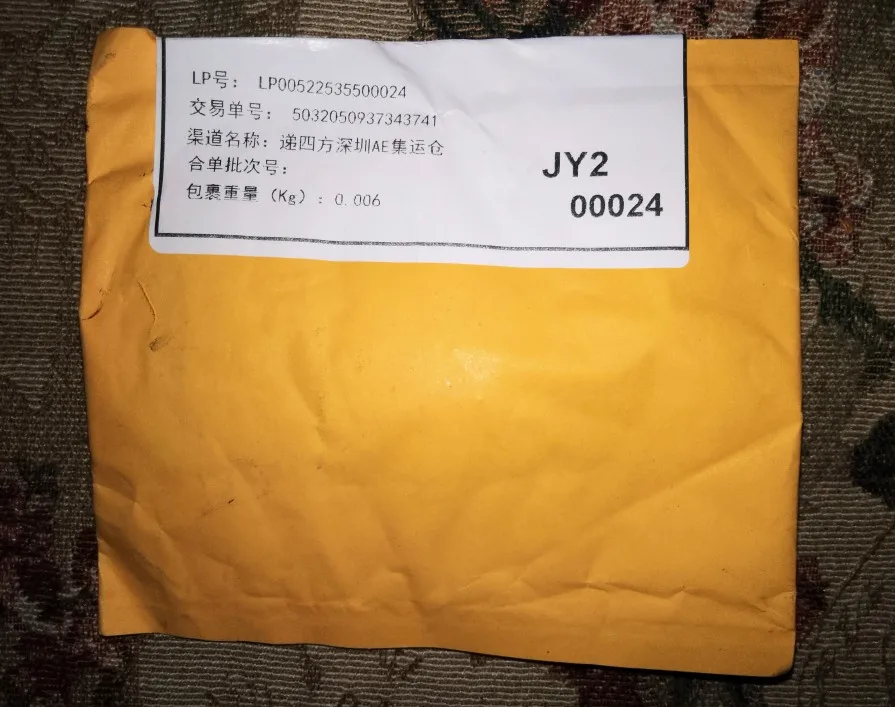 LP号： LP00522535500024
交易单号： 5032050937343741
渠道名称：递四方深圳AE集运仓
合单批次号：
包裹重量（Kg）：0.006
JY2
00024